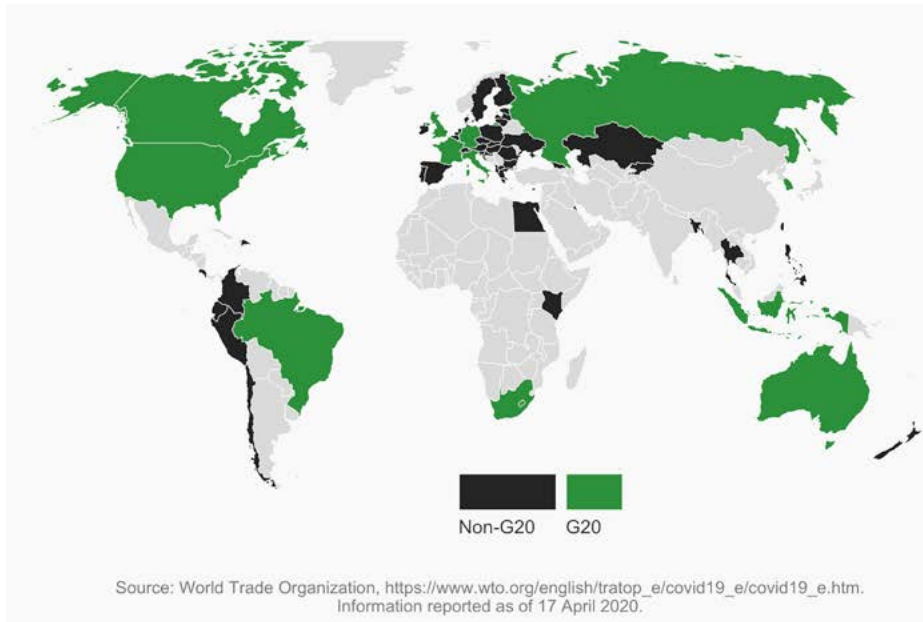 Non-G20 G20
Source: World Trade Organization, https://www.wto.org/english/tratop_e/covid19_e/covid19_e.htm.
Information reported as of 17 April 2020.